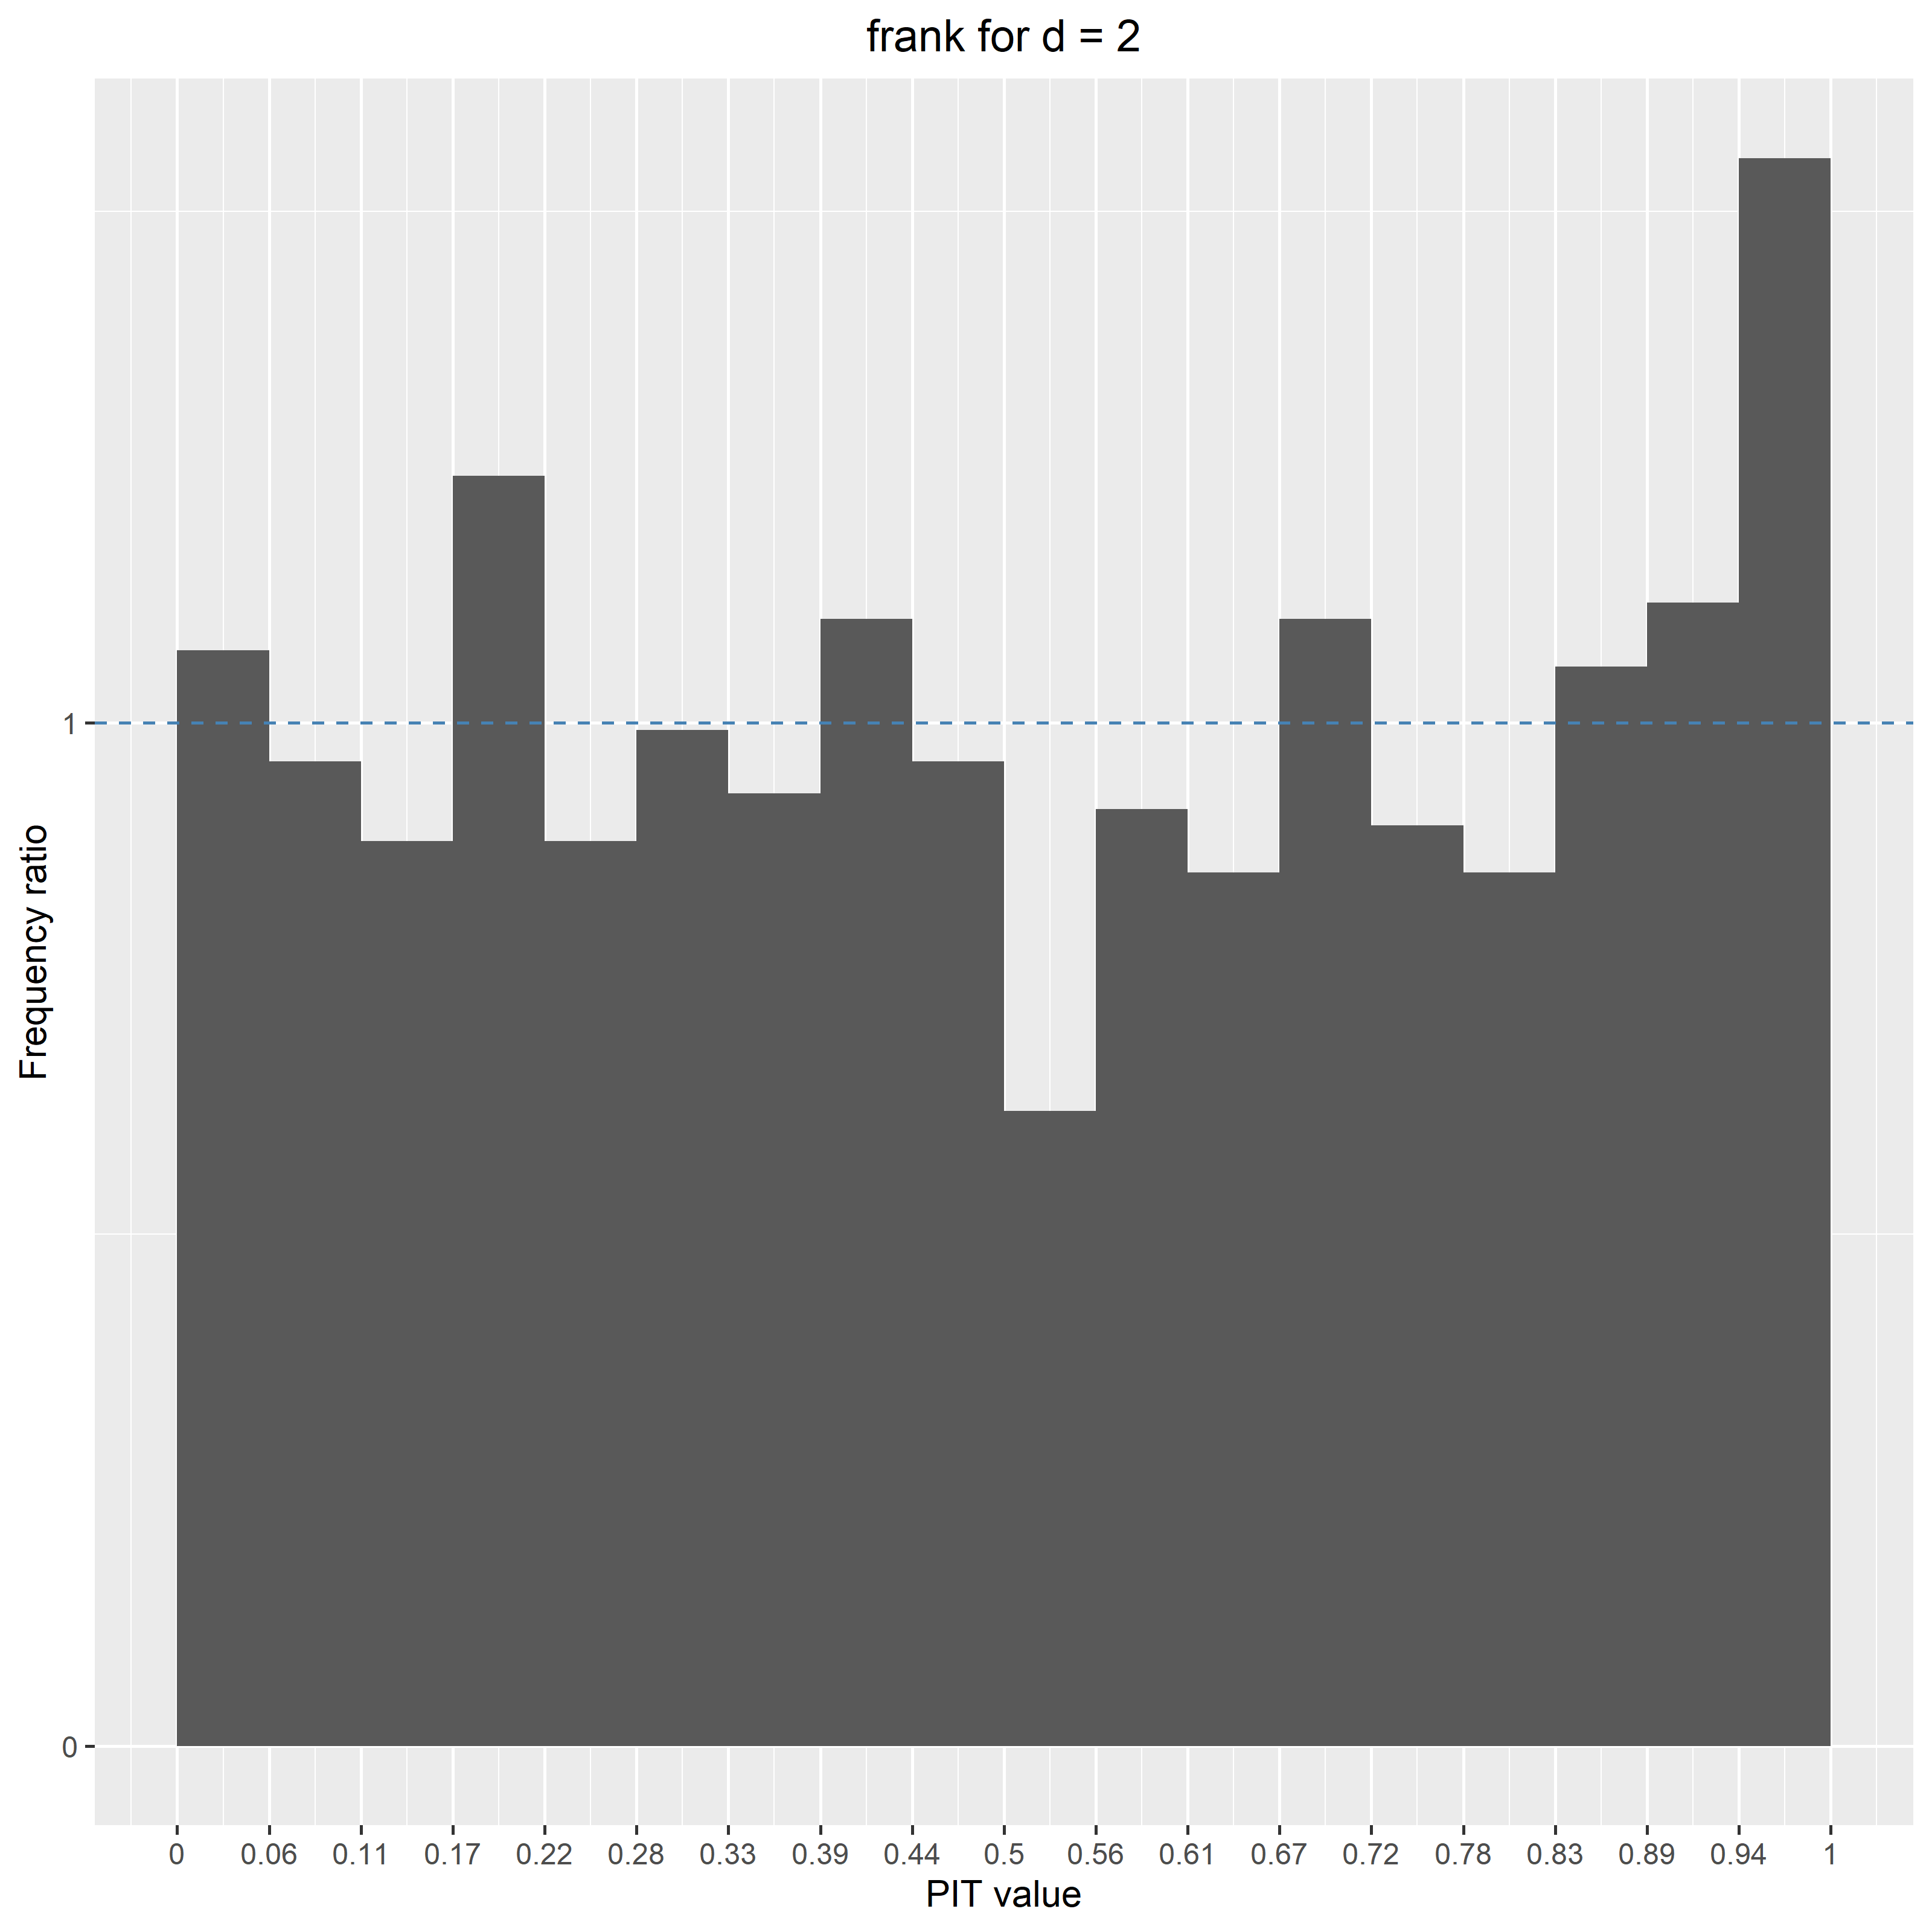 frank for d = 2
Frequency ratio
1
0
0 0.06 0.11 0.17 0.22 0.28 0.33 0.39 0.44 0.5 0.56 0.61 0.67 0.72 0.78 0.83 0.89 0.94 1
PIT value